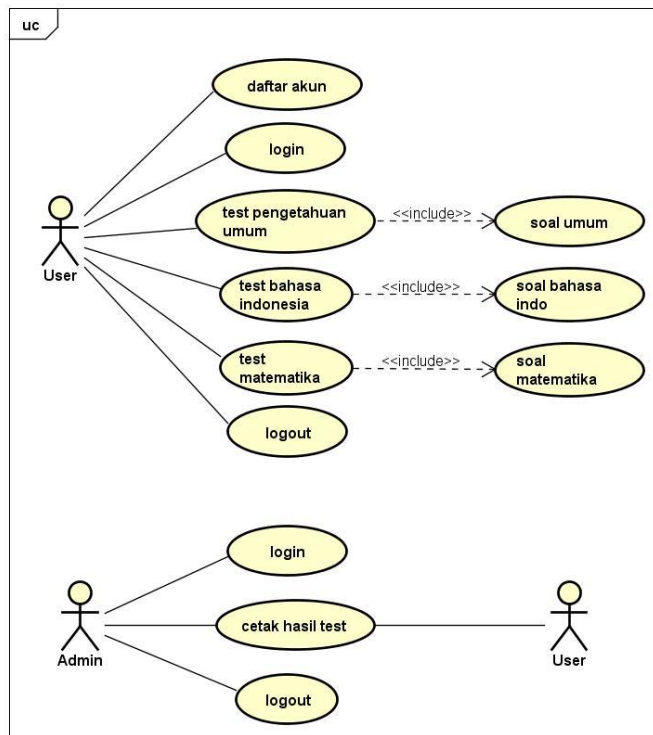 uc
daftar akun
login
test pengetahuan
umum
<<include>>
soal umum
User
test bahasa
indonesia
<<include>>
soal bahasa
indo
test
matematika
<<include>>
soal
matematika
logout
login
Admin
cetak hasil test
User
logout